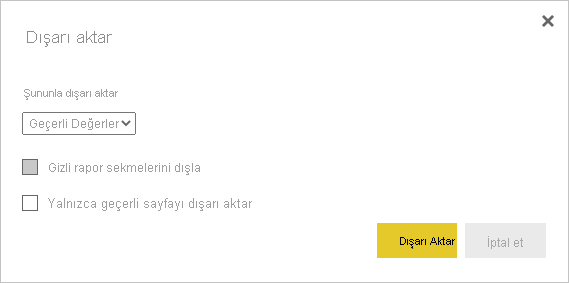 Dışarı aktar
Şununla dışarı aktar
Geçerli Değerler
Gizli rapor sekmelerini dışla
Yalnızca geçerli sayfayı dışarı aktar
Dışarı Aktar
İptal et